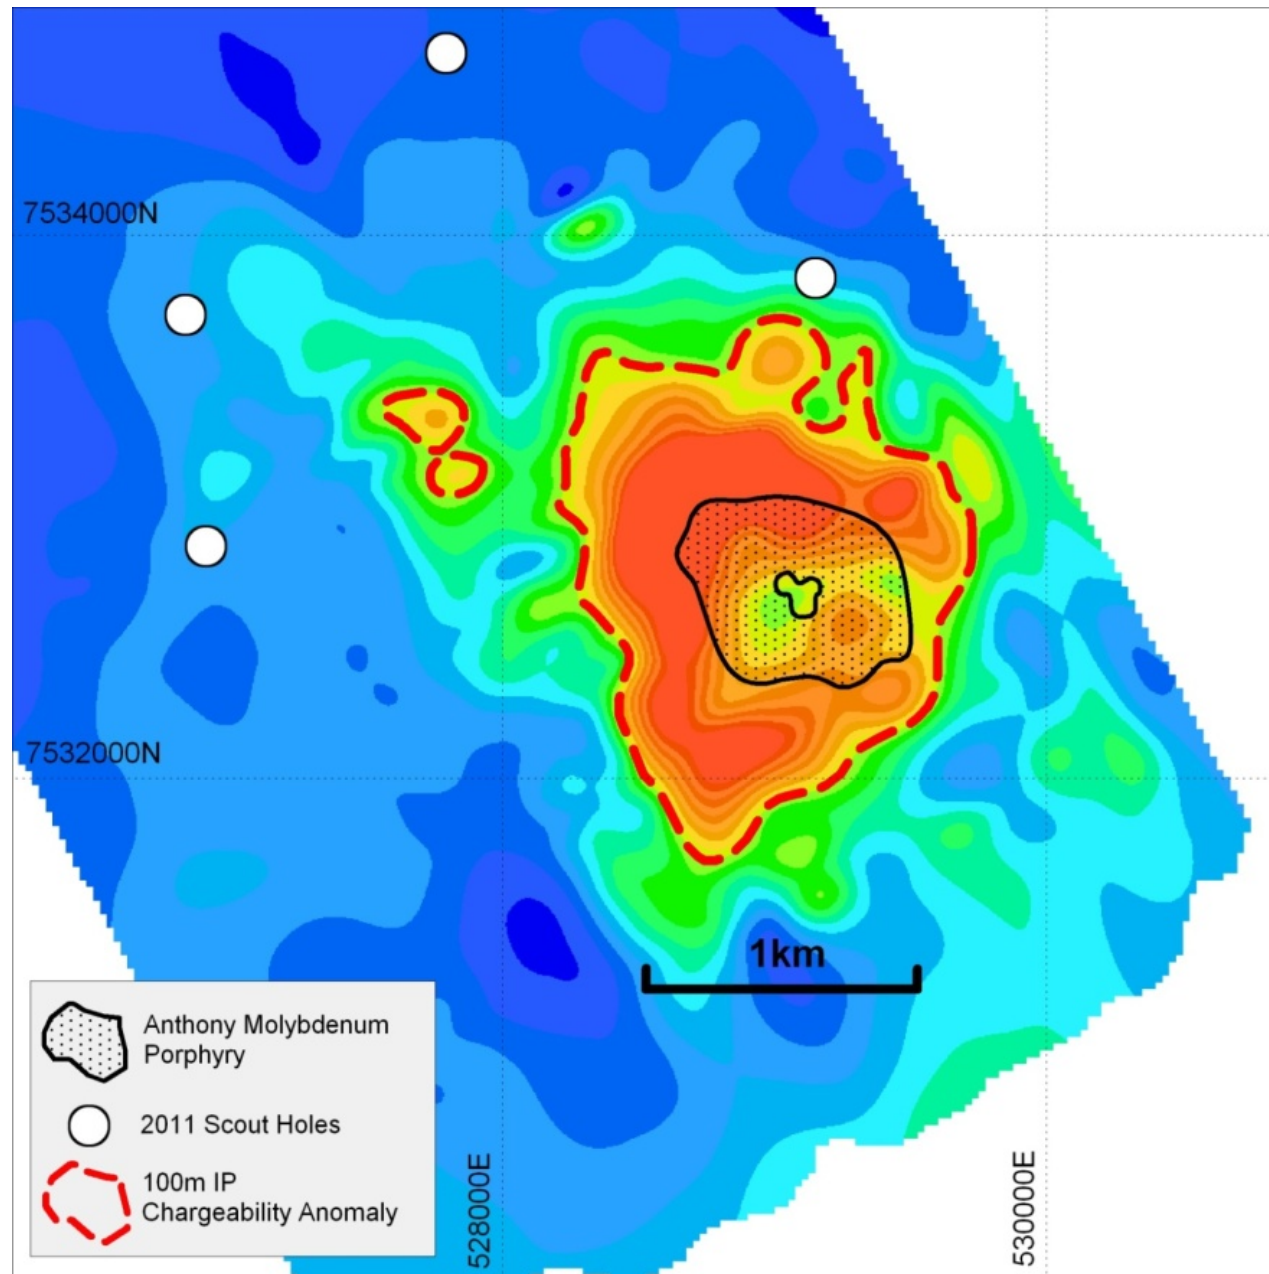 7534000N
7532000N
1km
Anthony Molybdenum
Porphyry
2011 Scout Holes
100m IP
Chargeability Anomaly
528000E
530000E